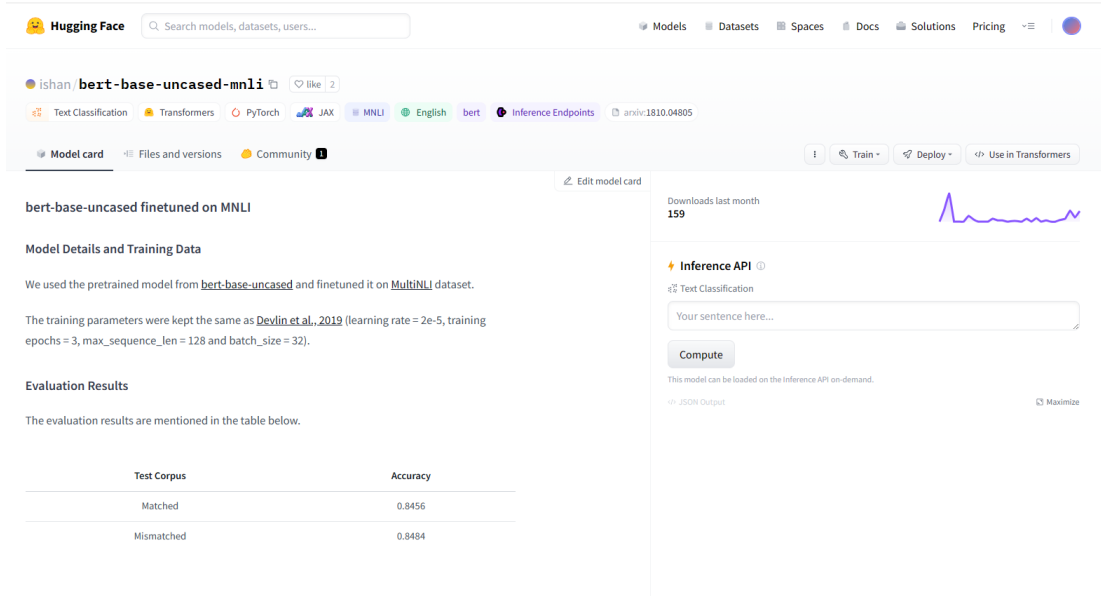 Hugging Face
Search models, datasets, users...
Models
Datasets
Spaces
Docs
Solutions
Pricing
ishan/bert-base-uncased-mnli
like 2
Text Classification
Transformers
PyTorch
JAX
MNLI
English
bert
Inference Endpoints
arxiv:1810.04805
Model card
Files and versions
Community 1
Train
Deploy
</> Use in Transformers
Edit model card
bert-base-uncased finetuned on MNLI
Model Details and Training Data
We used the pretrained model from bert-base-uncased and finetuned it on MultiNLI dataset.
The training parameters were kept the same as Devlin et al., 2019 (learning rate = 2e-5, training
epochs = 3, max_sequence_len = 128 and batch_size = 32).
Evaluation Results
The evaluation results are mentioned in the table below.
Test Corpus Accuracy
Matched 0.8456
Mismatched 0.8484
Downloads last month
159
Inference API
Text Classification
Your sentence here...
Compute
This model can be loaded on the Inference API on-demand.
</> JSON Output
Maximize